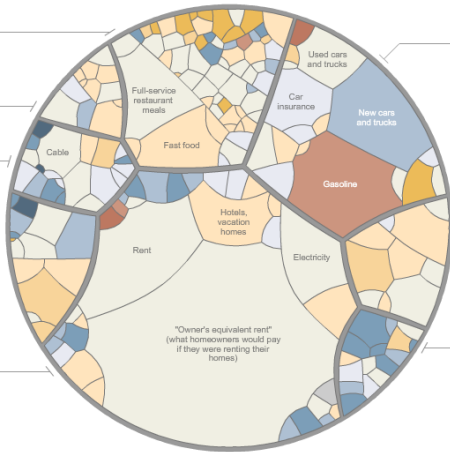 Used cars
and trucks
Full-service
restaurant
meals
Car
insurance
New cars
and trucks
Fast food
Cable
Gasoline
Hotels,
vacation
homes
Rent
Electricity
"Owner's equivalent rent"
(what homeowners would pay
if they were renting their
homes)